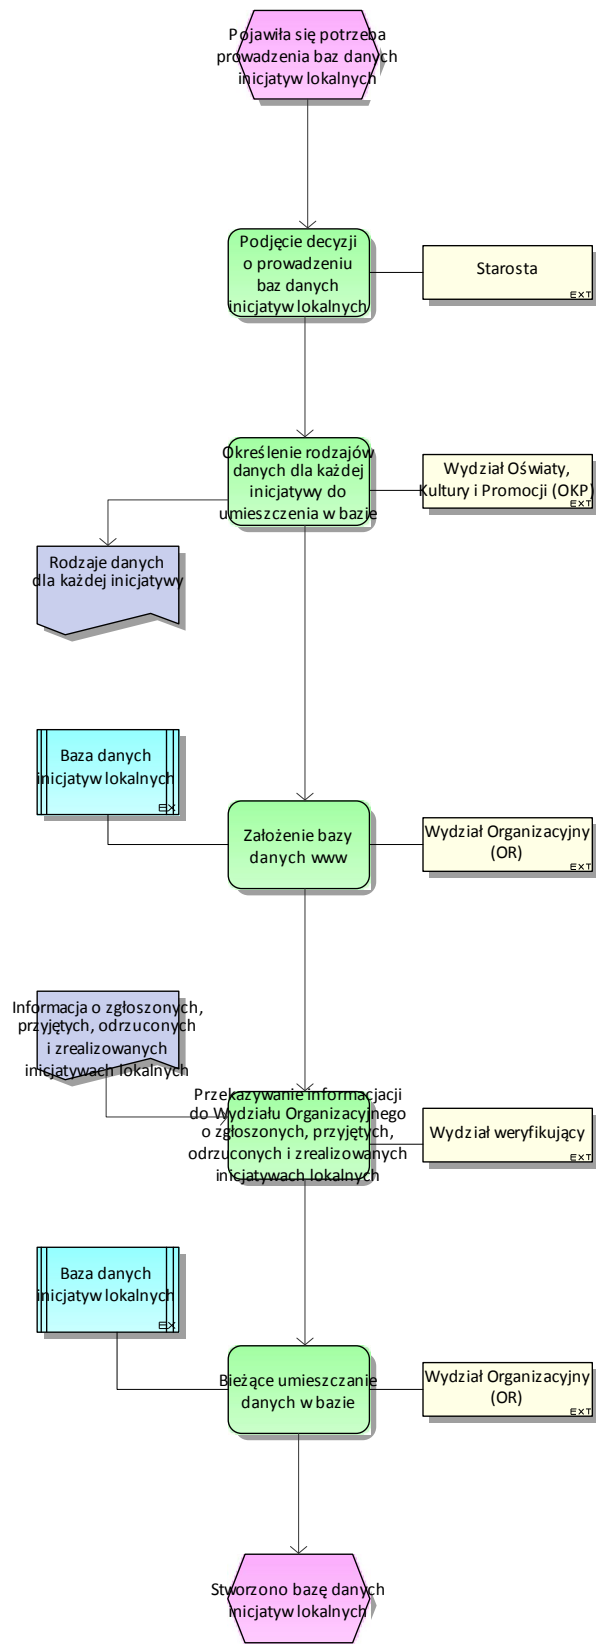 Pojawiła się potrzeba
prowadzenia baz danych
inicjatyw lokalnych
Podjęcie decyzji
o prowadzeniu
baz danych
inicjatyw lokalnych
Starosta
EXT
Określenie rodzajów
danych dla każdej
inicjatywy do
umieszczenia w bazie
Wydział Oświaty,
Kultury i Promocji (OKP)
EXT
Rodzaje danych
dla każdej inicjatywy
Baza danych
inicjatyw lokalnych
EX
Założenie bazy
danych www
Wydział Organizacyjny
(OR)
EXT
Informacja o zgłoszonych,
przyjętych, odrzuconych
i zrealizowanych
inicjatywach lokalnych
Przekazywanie informcjacji
do Wydziału Organizacyjnego
o zgłoszonych, przyjętych,
odrzuconych i zrealizowanych
inicjatywach lokalnych
Wydział weryfikujący
EXT
Baza danych
inicjatyw lokalnych
EX
Bieżące umieszczanie
danych w bazie
Wydział Organizacyjny
(OR)
EXT
Stworzono bazę danych
inicjatyw lokalnych